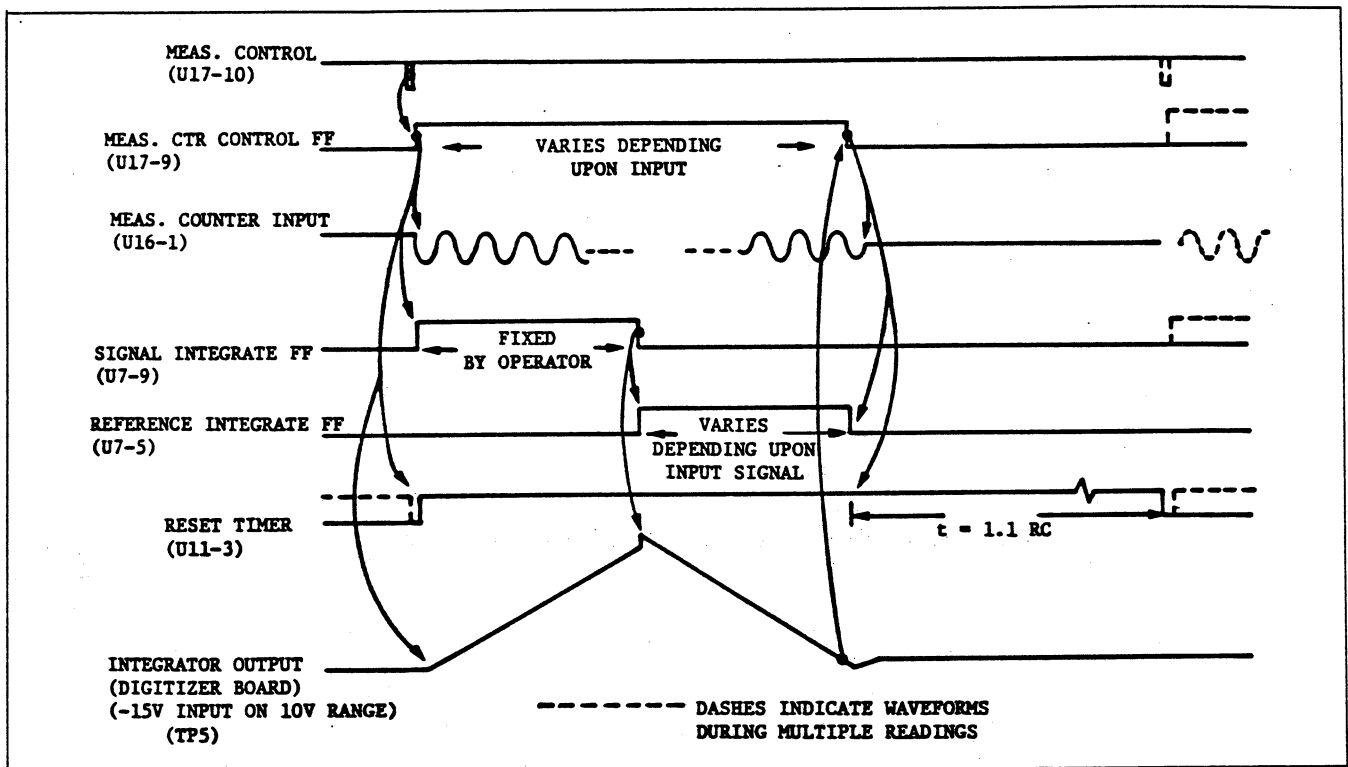 MEAS. CONTROL
(U17-10)
MEAS. CTR CONTROL FF
(U17-9)
VARIES DEPENDING
UPON INPUT
MEAS. COUNTER INPUT
(U16-1)
SIGNAL INTEGRATE FF
(U7-9)
FIXED
BY OPERATOR
REFERENCE INTEGRATE FF
(U7-5)
VARIES
DEPENDING UPON
INPUT SIGNAL
RESET TIMER
(U11-3)
t = 1.1 RC
INTEGRATOR OUTPUT
(DIGITIZER BOARD)
(-15V INPUT ON 10V RANGE)
(TP5)
DASHES INDICATE WAVEFORMS
DURING MULTIPLE READINGS